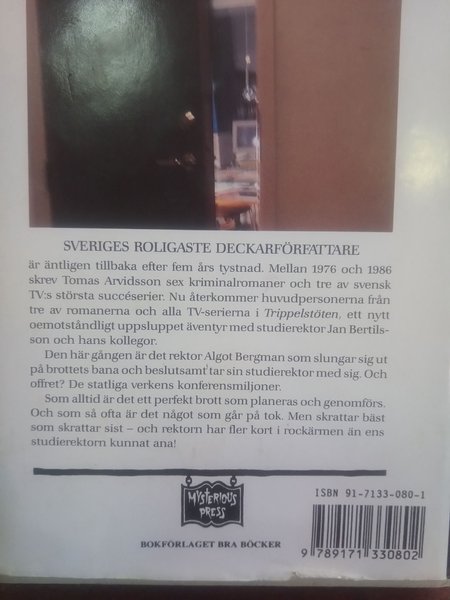 SVERIGES ROLIGASTE DECKARFÖRFATTARE
är äntligen tillbaka efter fem års tystnad. Mellan 1976 och 1986
skrev Tomas Arvidsson sex kriminalromaner och tre av svensk
TV:s största succéserier. Nu återkommer huvudpersonerna från
tre av romanerna och alla TV-serierna i Trippelstöten, ett nytt
oemotståndligt uppsluppet äventyr med studierektor Jan Bertils-
son och hans kollegor.
Den här gången är det rektor Algot Bergman som slungar sig ut
på brottets bana och beslutsamt tar sin studierektor med sig. Och
offret? De statliga verkens konferensmiljoner.
Som alltid är det ett perfekt brott som planeras och genomförs.
Och som så ofta är det något som går på tok. Men skrattar bäst
som skrattar sist – och rektorn har fler kort i rockärmen än ens
studierektorn kunnat ana!
MYSTERIOUS
PRESS
BOKFÖRLAGET BRA BÖCKER
ISBN 91-7133-080-1
9 789171 330802